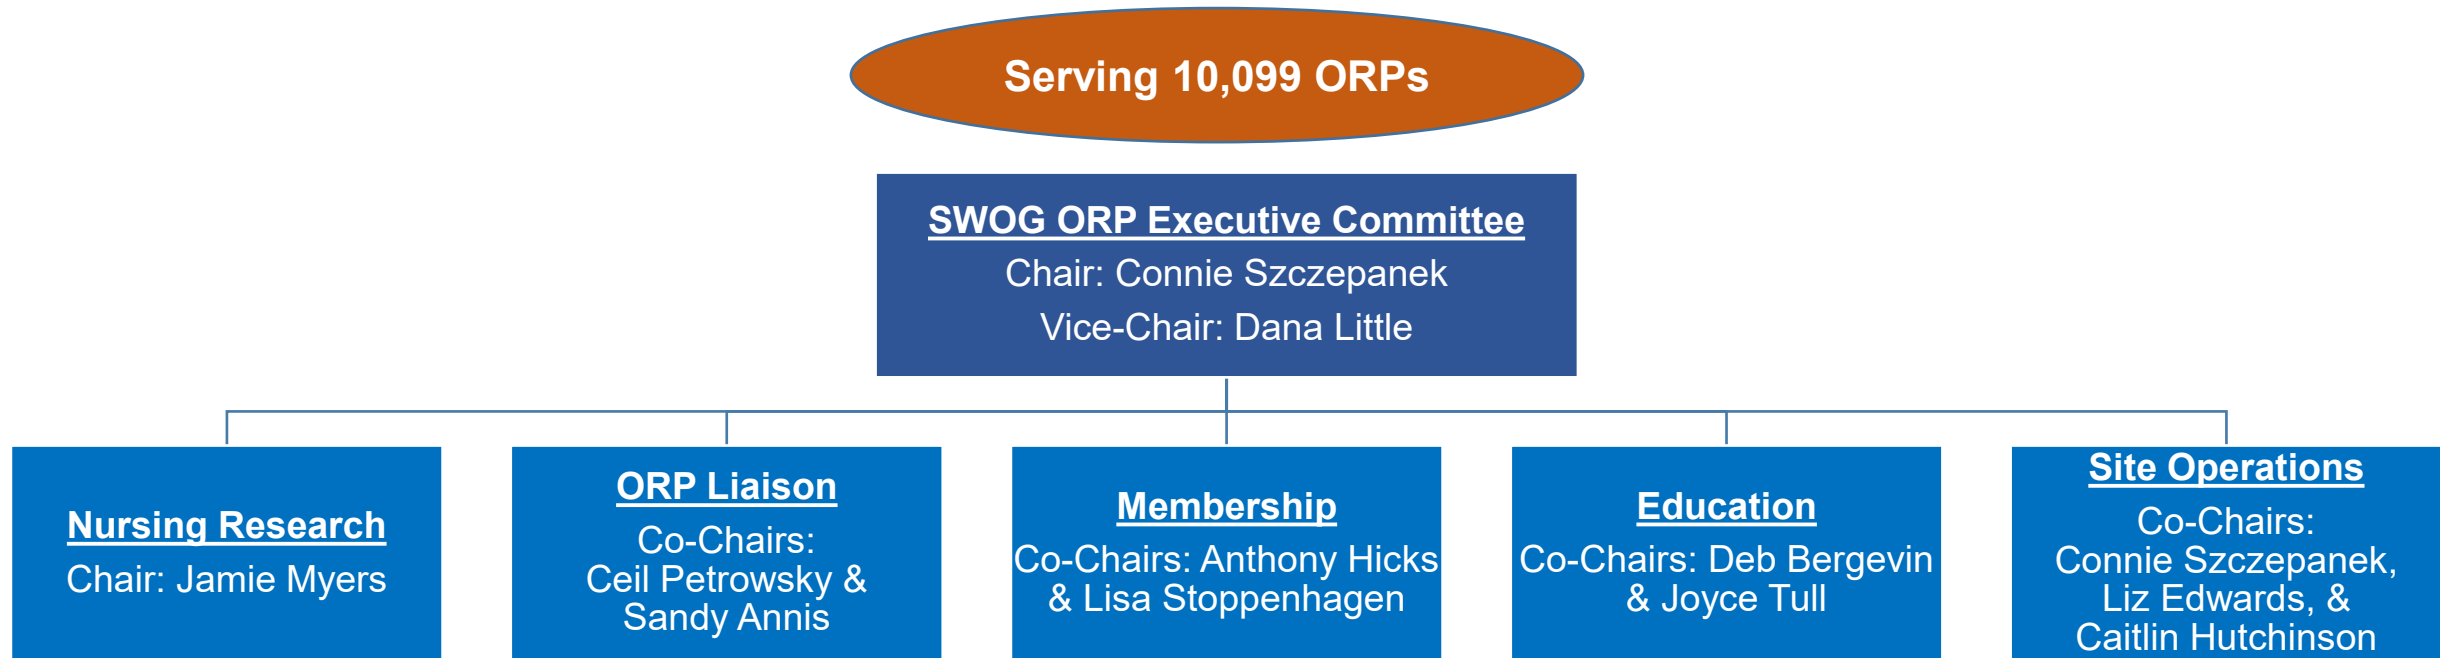 Serving 10,099 ORPs
SWOG ORP Executive Committee
Chair: Connie Szczepanek
Vice-Chair: Dana Little
Nursing Research
Chair: Jamie Myers
ORP Liaison
Co-Chairs:
Ceil Petrowsky &
Sandy Annis
Membership
Co-Chairs: Anthony Hicks
& Lisa Stoppenhagen
Education
Co-Chairs: Deb Bergevin
& Joyce Tull
Site Operations
Co-Chairs:
Connie Szczepanek,
Liz Edwards, &
Caitlin Hutchinson